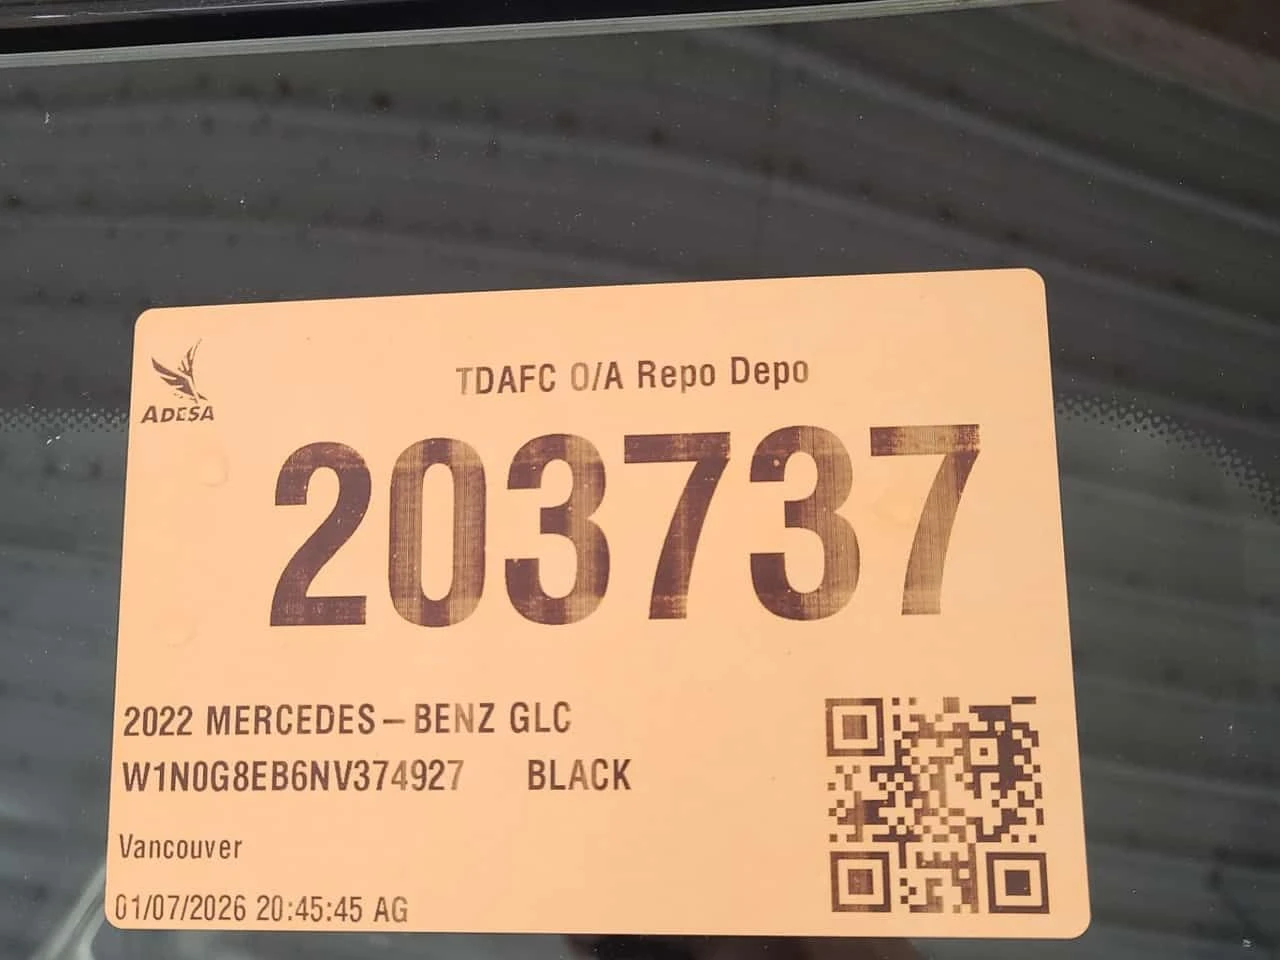 ADESA
TDAFC O/A Repo Depo
203737
2022 MERCEDES-BENZ GLC
W1N0G8EB6NV374927 BLACK
Vancouver
01/07/2026 20:45:45 AG